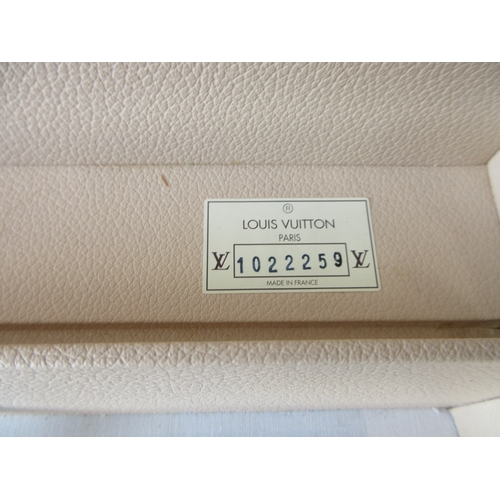 ®
LOUIS VUITTON
PARIS
LV 1022259 LV
MADE IN FRANCE